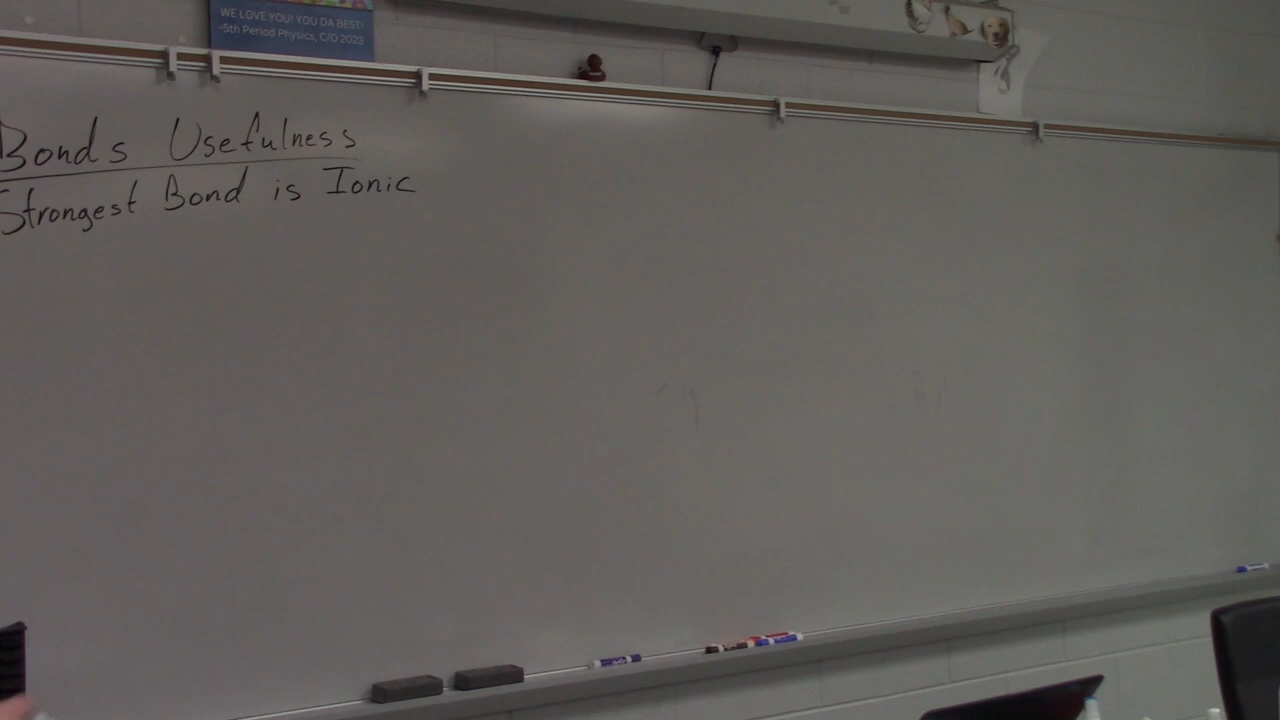 WE LOVE YOU! YOU DA BEST!
-5th Period Physics, C/O 2023
Bonds Usefulness
Strongest Bond is Ionic